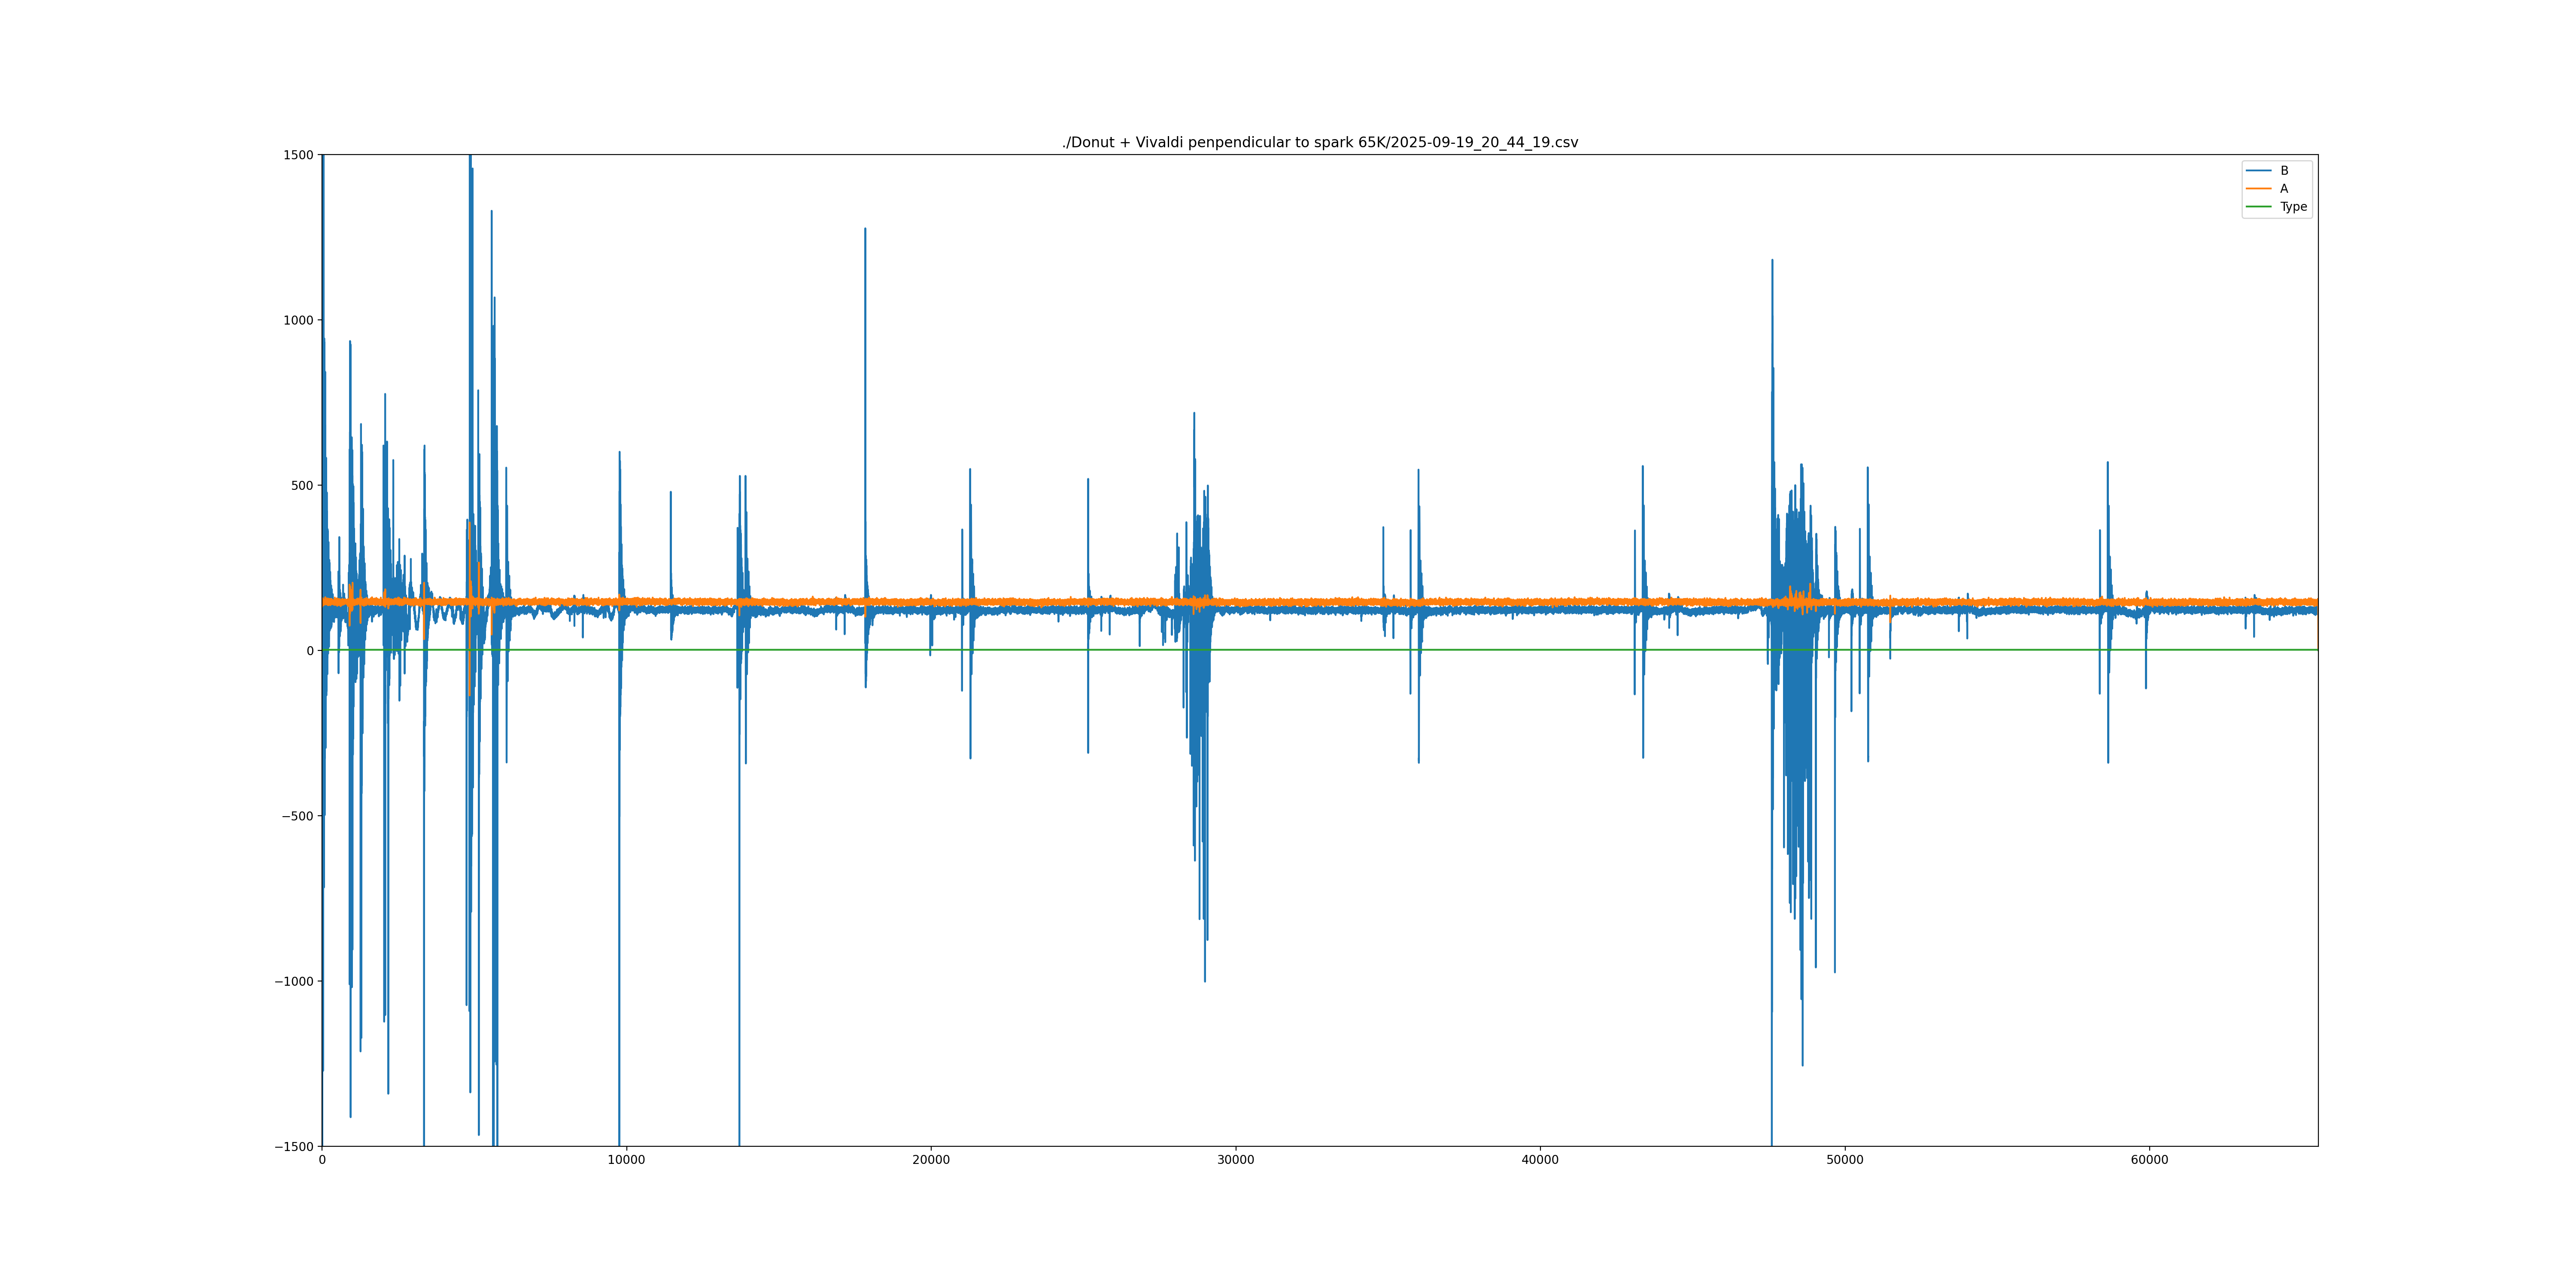 ./Donut + Vivaldi penpendicular to spark 65K/2025-09-19_20_44_19.csv
B
A
Type
1500
1000
500
0
−500
−1000
−1500
0 10000 20000 30000 40000 50000 60000